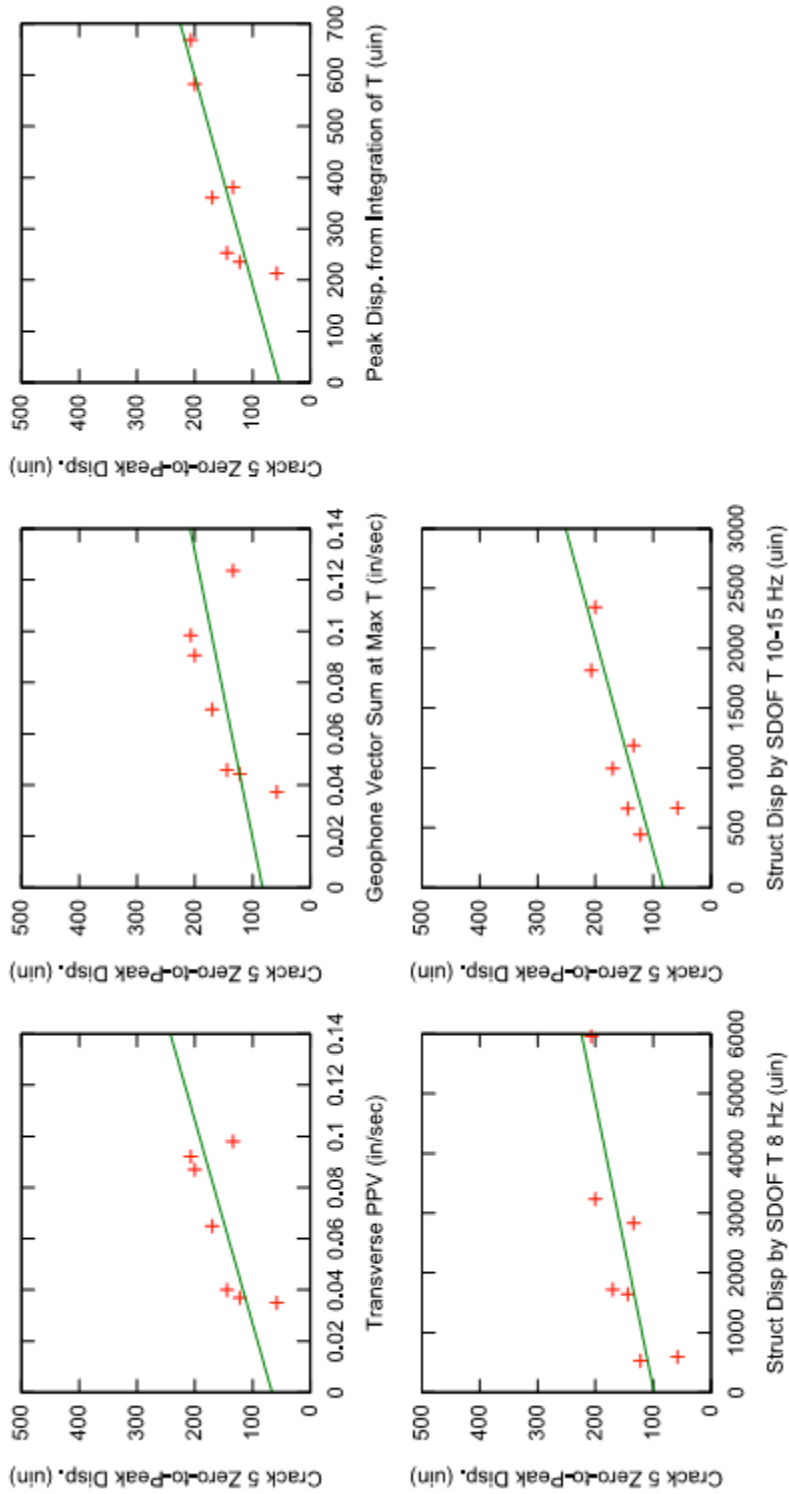 Crack 5 Zero-to-Peak Disp. (uin)
500
400
300
200
100
0
0 0.02 0.04 0.06 0.08 0.1 0.12 0.14
Transverse PPV (in/sec)
Crack 5 Zero-to-Peak Disp. (uin)
500
400
300
200
100
0
0 0.02 0.04 0.06 0.08 0.1 0.12 0.14
Geophone Vector Sum at Max T (in/sec)
Crack 5 Zero-to-Peak Disp. (uin)
500
400
300
200
100
0
0 100 200 300 400 500 600 700
Peak Disp. from Integration of T (uin)
Crack 5 Zero-to-Peak Disp. (uin)
500
400
300
200
100
0
0 1000 2000 3000 4000 5000 6000
Struct Disp by SDOF T 8 Hz (uin)
Crack 5 Zero-to-Peak Disp. (uin)
500
400
300
200
100
0
0 500 1000 1500 2000 2500 3000
Struct Disp by SDOF T 10-15 Hz (uin)